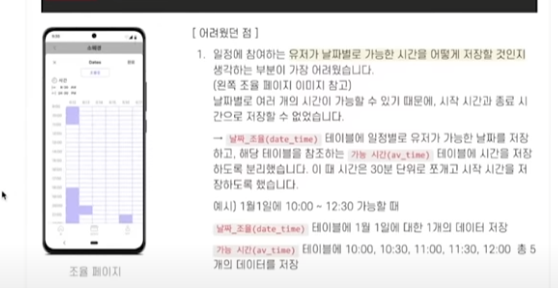 [ 어려웠던 점 ]
1. 일정에 참여하는 유저가 날짜별로 가능한 시간을 어떻게 저장할 것인지
생각하는 부분이 가장 어려웠습니다.
(왼쪽 조율 페이지 이미지 참고)
날짜별로 여러 개의 시간이 가능할 수 있기 때문에, 시작 시간과 종료 시
간으로 저장할 수 없었습니다.
→ 날짜_조율(date_time) 테이블에 일정별로 유저가 가능한 날짜를 저장
하고, 해당 테이블을 참조하는 가능 시간(av_time) 테이블에 시간을 저장
하도록 분리했습니다. 이 때 시간은 30분 단위로 포개고 시작 시간을 저
장하도록 했습니다.
예시) 1월1일에 10:00 ~ 12:30 가능할 때
날짜_조율(date_time) 테이블에 1월 1일에 대한 1개의 데이터 저장
가능 시간(av_time) 테이블에 10:00, 10:30, 11:00, 11:30, 12:00 총 5
개의 데이터를 저장
Dates
시간
조율 페이지